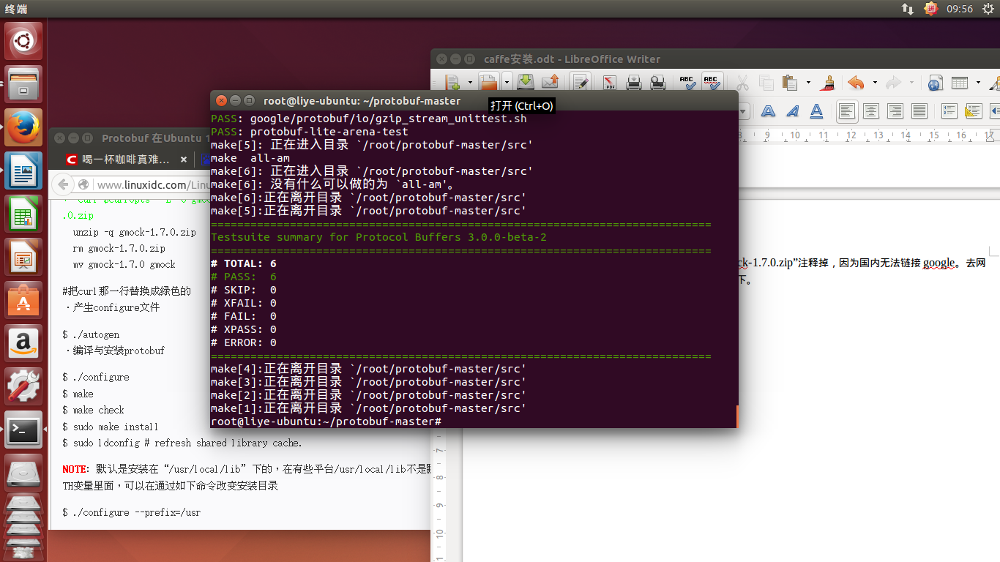 终端
09:56
caffe安装.odt - LibreOffice Writer
root@liye-ubuntu: ~/protobuf-master
打开 (Ctrl+O)
PASS: google/protobuf/io/gzip_stream_unittest.sh
PASS: protobuf-lite-arena-test
make[5]: 正在进入目录 `/root/protobuf-master/src'
make  all-am
make[6]: 正在进入目录 `/root/protobuf-master/src'
make[6]: 没有什么可以做的为 `all-am'。
make[6]:正在离开目录 `/root/protobuf-master/src'
make[5]:正在离开目录 `/root/protobuf-master/src'
============================================================================
Testsuite summary for Protocol Buffers 3.0.0-beta-2
============================================================================
# TOTAL: 6
# PASS:  6
# SKIP:  0
# XFAIL: 0
# FAIL:  0
# XPASS: 0
# ERROR: 0
============================================================================
make[4]:正在离开目录 `/root/protobuf-master/src'
make[3]:正在离开目录 `/root/protobuf-master/src'
make[2]:正在离开目录 `/root/protobuf-master/src'
make[1]:正在离开目录 `/root/protobuf-master/src'
root@liye-ubuntu:~/protobuf-master#
Protobuf 在Ubuntu 1
喝一杯咖啡真难...
www.linuxidc.com/Linu
.0.zip
unzip -q gmock-1.7.0.zip
rm gmock-1.7.0.zip
mv gmock-1.7.0 gmock
#把curl那一行替换成绿色的
·产生configure文件
$ ./autogen
·编译与安装protobuf
$ ./configure
$ make
$ make check
$ sudo make install
$ sudo ldconfig # refresh shared library cache.
NOTE: 默认是安装在“/usr/local/lib”下的，在有些平台/usr/local/lib不是默
TH变量里面，可以在通过如下命令改变安装目录
$ ./configure --prefix=/usr
8 9 10 11 12 13 14 15 16 17
ck-1.7.0.zip”注释掉，因为国内无法链接 google。去网
下。
7
8
9
10